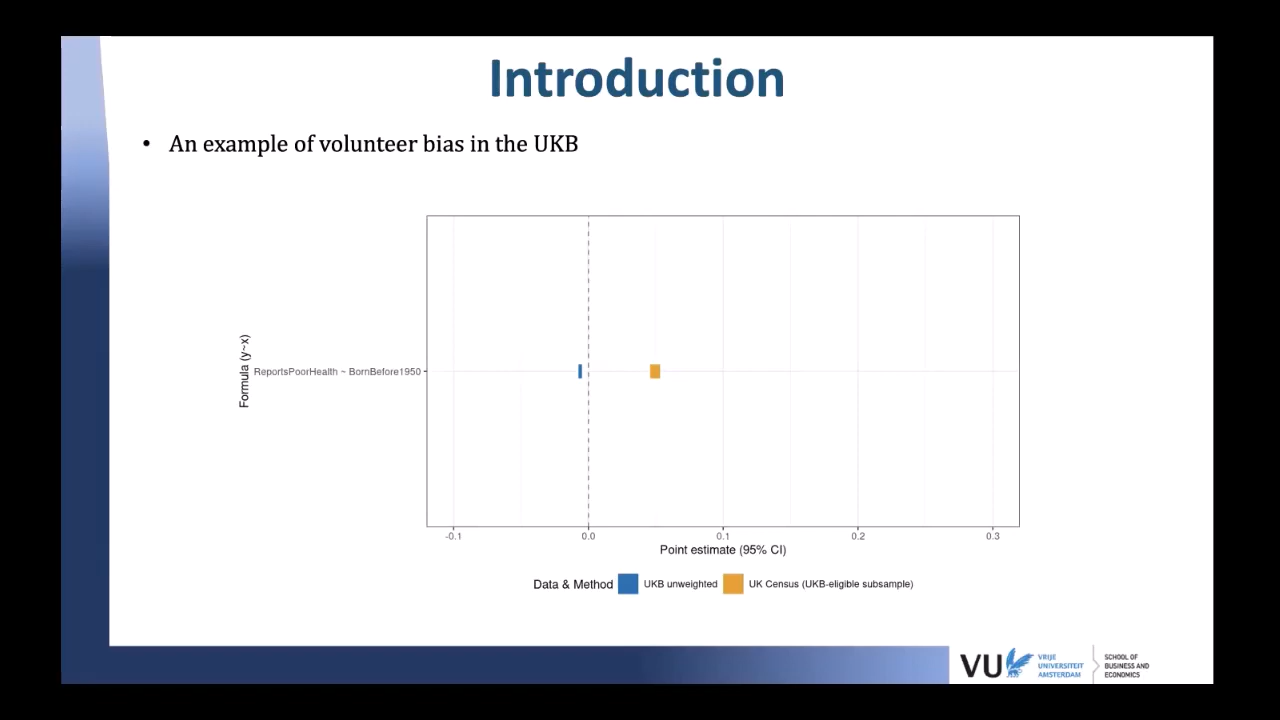 Introduction
• An example of volunteer bias in the UKB
Formula (y~x)
ReportsPoorHealth ~ BornBefore1950
-0.1 0.0 0.1 0.2 0.3
Point estimate (95% CI)
Data & Method UKB unweighted UK Census (UKB-eligible subsample)
VU VRIJE UNIVERSITEIT AMSTERDAM
SCHOOL OF BUSINESS AND ECONOMICS